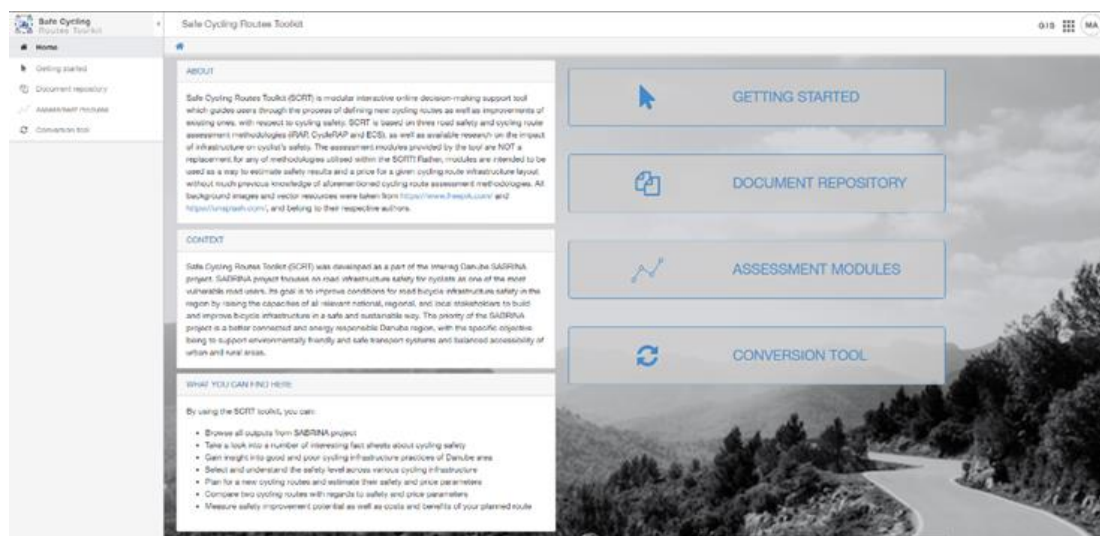 Safe Cycling
Routes Toolkit
Safe Cycling Routes Toolkit
GIS
MA
Home
Getting started
Document repository
Assessment modules
Conversion tool
ABOUT
Safe Cycling Routes Toolkit (SCRT) is modular interactive online decision-making support tool
which guides users through the process of defining new cycling routes as well as improvements of
existing ones, with respect to cycling safety. SCRT is based on three road safety and cycling route
assessment methodologies (iRAP, CycleRAP and ECS), as well as available research on the impact
of infrastructure on cyclist's safety. The assessment modules provided by the tool are NOT a
replacement for any of methodologies utilised within the SCRT! Rather, modules are intended to be
used as a way to estimate safety results and a price for a given cycling route infrastructure layout
without much previous knowledge of aforementioned cycling route assessment methodologies. All
background images and vector resources were taken from https://www.freepik.com/ and
https://unsplash.com/, and belong to their respective authors.
CONTEXT
Safe Cycling Routes Toolkit (SCRT) was developed as a part of the Interreg Danube SABRINA
project. SABRINA project focuses on road infrastructure safety for cyclists as one of the most
vulnerable road users. Its goal is to improve conditions for road bicycle infrastructure safety in the
region by raising the capacities of all relevant national, regional, and local stakeholders to build
and improve bicycle infrastructure in a safe and sustainable way. The priority of the SABRINA
project is a better connected and energy responsible Danube region, with the specific objective
being to support environmentally friendly and safe transport systems and balanced accessibility of
urban and rural areas.
WHAT YOU CAN FIND HERE
By using the SCRT toolkit, you can:
• Browse all outputs from SABRINA project
• Take a look into a number of interesting fact sheets about cycling safety
• Gain insight into good and poor cycling infrastructure practices of Danube area
• Select and understand the safety level across various cycling infrastructure
• Plan for a new cycling routes and estimate their safety and price parameters
• Compare two cycling routes with regards to safety and price parameters
• Measure safety improvement potential as well as costs and benefits of your planned route
GETTING STARTED
DOCUMENT REPOSITORY
ASSESSMENT MODULES
CONVERSION TOOL